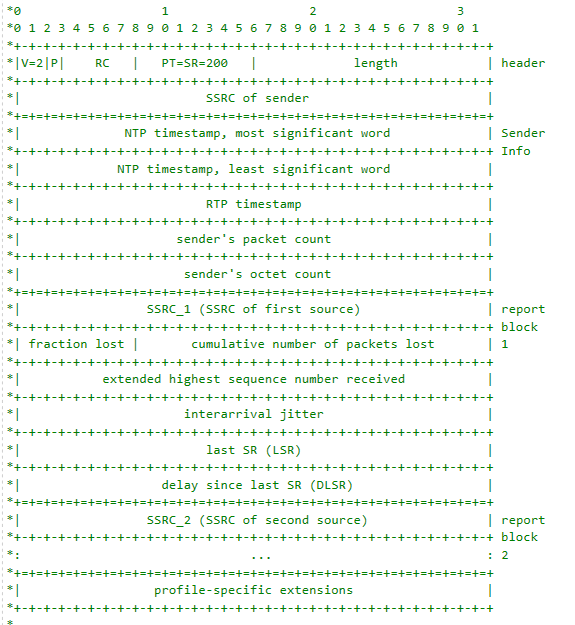 *0                   1                   2                   3
*0 1 2 3 4 5 6 7 8 9 0 1 2 3 4 5 6 7 8 9 0 1 2 3 4 5 6 7 8 9 0 1
*+-+-+-+-+-+-+-+-+-+-+-+-+-+-+-+-+-+-+-+-+-+-+-+-+-+-+-+-+-+-+-+-+
*|V=2|P|    RC   |   PT=SR=200   |             length            | header
*+-+-+-+-+-+-+-+-+-+-+-+-+-+-+-+-+-+-+-+-+-+-+-+-+-+-+-+-+-+-+-+-+
*|                         SSRC of sender                        |
*+=+=+=+=+=+=+=+=+=+=+=+=+=+=+=+=+=+=+=+=+=+=+=+=+=+=+=+=+=+=+=+=+
*|              NTP timestamp, most significant word             | Sender
*+-+-+-+-+-+-+-+-+-+-+-+-+-+-+-+-+-+-+-+-+-+-+-+-+-+-+-+-+-+-+-+-+ Info
*|             NTP timestamp, least significant word             |
*+-+-+-+-+-+-+-+-+-+-+-+-+-+-+-+-+-+-+-+-+-+-+-+-+-+-+-+-+-+-+-+-+
*|                         RTP timestamp                         |
*+-+-+-+-+-+-+-+-+-+-+-+-+-+-+-+-+-+-+-+-+-+-+-+-+-+-+-+-+-+-+-+-+
*|                     sender's packet count                     |
*+-+-+-+-+-+-+-+-+-+-+-+-+-+-+-+-+-+-+-+-+-+-+-+-+-+-+-+-+-+-+-+-+
*|                      sender's octet count                     |
*+=+=+=+=+=+=+=+=+=+=+=+=+=+=+=+=+=+=+=+=+=+=+=+=+=+=+=+=+=+=+=+=+
*|                 SSRC_1 (SSRC of first source)                 | report
*+-+-+-+-+-+-+-+-+-+-+-+-+-+-+-+-+-+-+-+-+-+-+-+-+-+-+-+-+-+-+-+-+ block
*| fraction lost |       cumulative number of packets lost       | 1
*+-+-+-+-+-+-+-+-+-+-+-+-+-+-+-+-+-+-+-+-+-+-+-+-+-+-+-+-+-+-+-+-+
*|           extended highest sequence number received           |
*+-+-+-+-+-+-+-+-+-+-+-+-+-+-+-+-+-+-+-+-+-+-+-+-+-+-+-+-+-+-+-+-+
*|                      interarrival jitter                      |
*+-+-+-+-+-+-+-+-+-+-+-+-+-+-+-+-+-+-+-+-+-+-+-+-+-+-+-+-+-+-+-+-+
*|                         last SR (LSR)                         |
*+-+-+-+-+-+-+-+-+-+-+-+-+-+-+-+-+-+-+-+-+-+-+-+-+-+-+-+-+-+-+-+-+
*|                   delay since last SR (DLSR)                  |
*+=+=+=+=+=+=+=+=+=+=+=+=+=+=+=+=+=+=+=+=+=+=+=+=+=+=+=+=+=+=+=+=+
*|                 SSRC_2 (SSRC of second source)                | report
*+-+-+-+-+-+-+-+-+-+-+-+-+-+-+-+-+-+-+-+-+-+-+-+-+-+-+-+-+-+-+-+-+ block
*:                               ...                             : 2
*+=+=+=+=+=+=+=+=+=+=+=+=+=+=+=+=+=+=+=+=+=+=+=+=+=+=+=+=+=+=+=+=+
*|                  profile-specific extensions                  |
*+-+-+-+-+-+-+-+-+-+-+-+-+-+-+-+-+-+-+-+-+-+-+-+-+-+-+-+-+-+-+-+-+
*